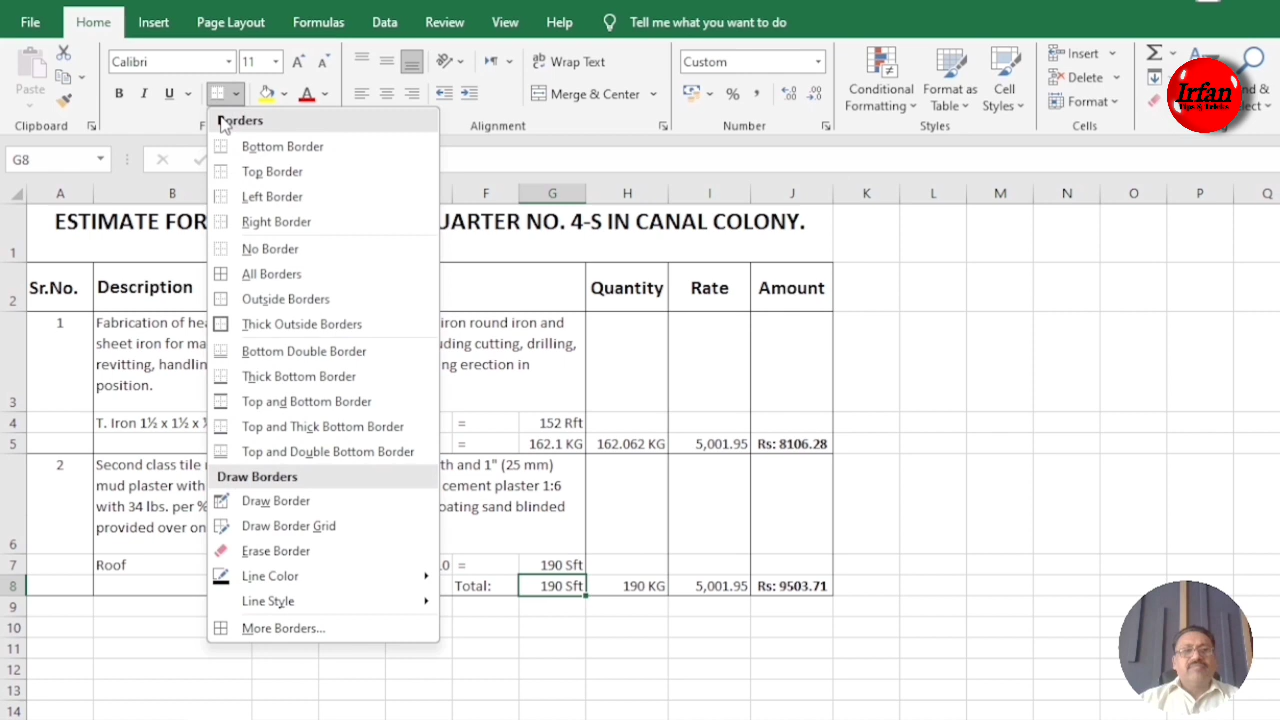 File Home Insert Page Layout Formulas Data Review View Help Tell me what you want to do
Paste
Clipboard
Calibri 11
B I U
Wrap Text
Merge & Center
Alignment
Custom
% ,
Number
Conditional Formatting
Format as Table
Cell Styles
Styles
Insert
Delete
Format
Cells
Irfan
Tips & Tricks
G8
Borders
Bottom Border
Top Border
Left Border
Right Border
No Border
All Borders
Outside Borders
Thick Outside Borders
Bottom Double Border
Thick Bottom Border
Top and Bottom Border
Top and Thick Bottom Border
Top and Double Bottom Border
Draw Borders
Draw Border
Draw Border Grid
Erase Border
Line Color
Line Style
More Borders...
A B F G H I J K L M N O P Q
1 ESTIMATE FOR UARTER NO. 4-S IN CANAL COLONY.
2 Sr.No. Description Quantity Rate Amount
1 Fabrication of hea iron round iron and
sheet iron for ma ding cutting, drilling,
revitting, handlin g erection in
3 position.
4 T. Iron 1½ x 1½ x = 152 Rft
5 = 162.1 KG 162.062 KG 5,001.95 Rs: 8106.28
2 Second class tile th and 1" (25 mm)
mud plaster with cement plaster 1:6
with 34 lbs. per % oating sand blinded
6 provided over on
7 Roof 0 = 190 Sft
8 Total: 190 Sft 190 KG 5,001.95 Rs: 9503.71
9
10
11
12
13
14